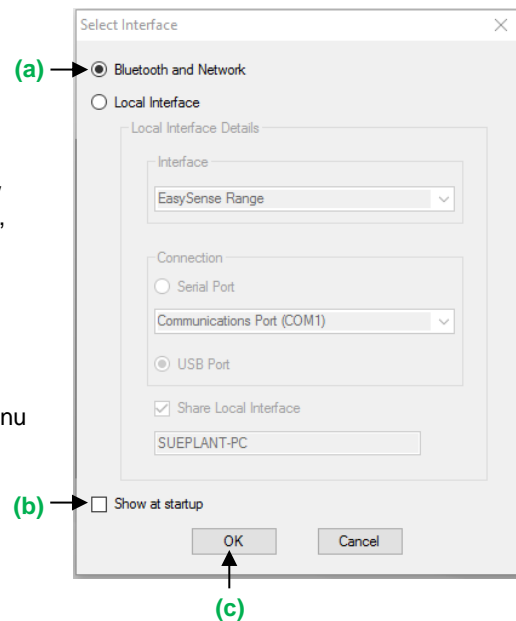 Select Interface
(a)
Bluetooth and Network
Local Interface
Local Interface Details
Interface
EasySense Range
,
Connection
Serial Port
Communications Port (COM1)
USB Port
nu
Share Local Interface
SUEPLANT-PC
(b)
Show at startup
OK
Cancel
(c)